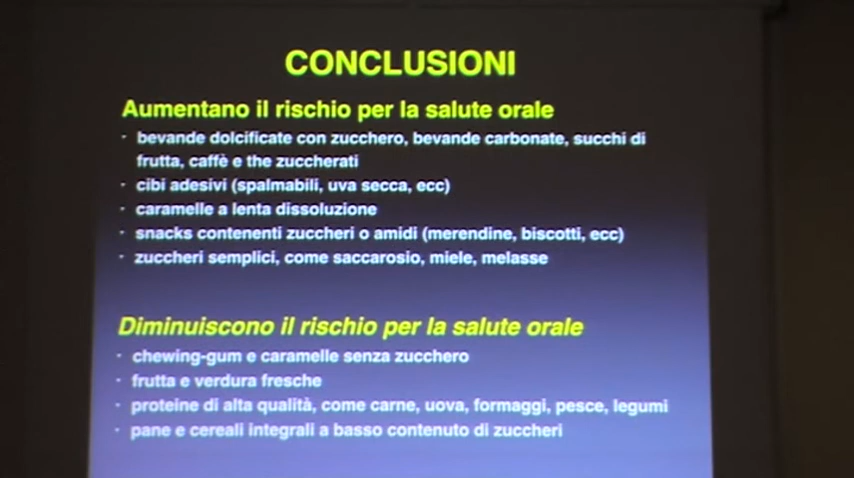 CONCLUSIONI
Aumentano il rischio per la salute orale
· bevande dolcificate con zucchero, bevande carbonate, succhi di
frutta, caffè e the zuccherati
· cibi adesivi (spalmabili, uva secca, ecc)
· caramelle a lenta dissoluzione
· snacks contenenti zuccheri o amidi (merendine, biscotti, ecc)
· zuccheri semplici, come saccarosio, miele, melasse
Diminuiscono il rischio per la salute orale
· chewing-gum e caramelle senza zucchero
· frutta e verdura fresche
· proteine di alta qualità, come carne, uova, formaggi, pesce, legumi
· pane e cereali integrali a basso contenuto di zuccheri